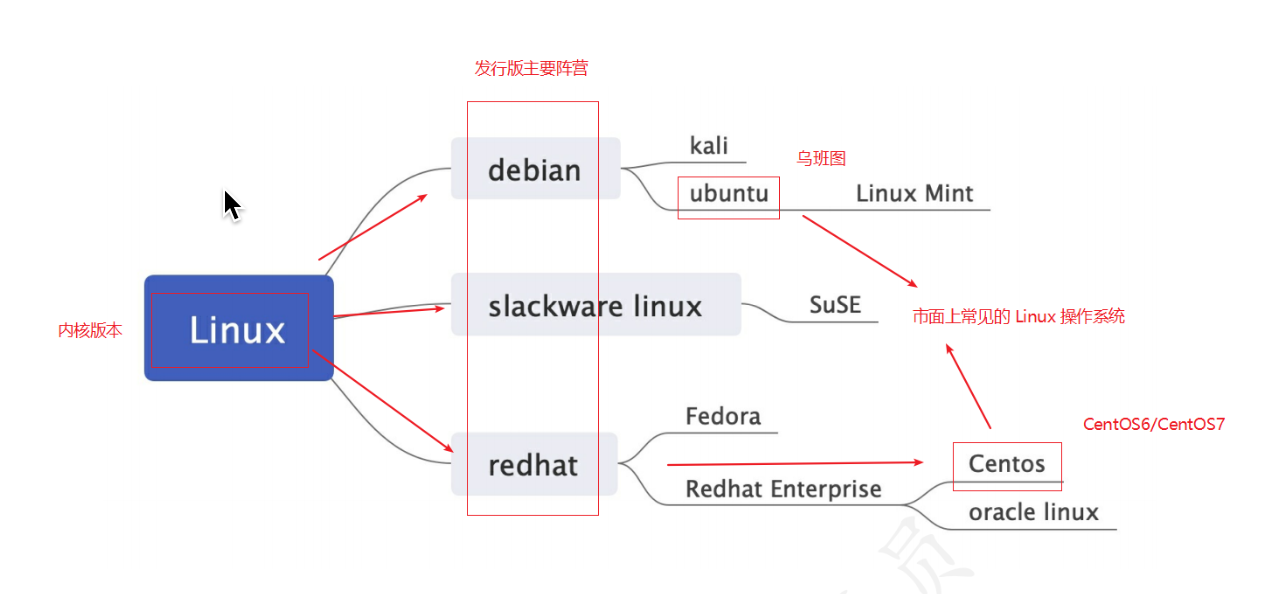 发行版主要阵营
kali
乌班图
debian
ubuntu
Linux Mint
slackware linux
SuSE
市面上常见的 Linux 操作系统
内核版本
Linux
Fedora
CentOS6/CentOS7
redhat
Centos
Redhat Enterprise
oracle linux
员